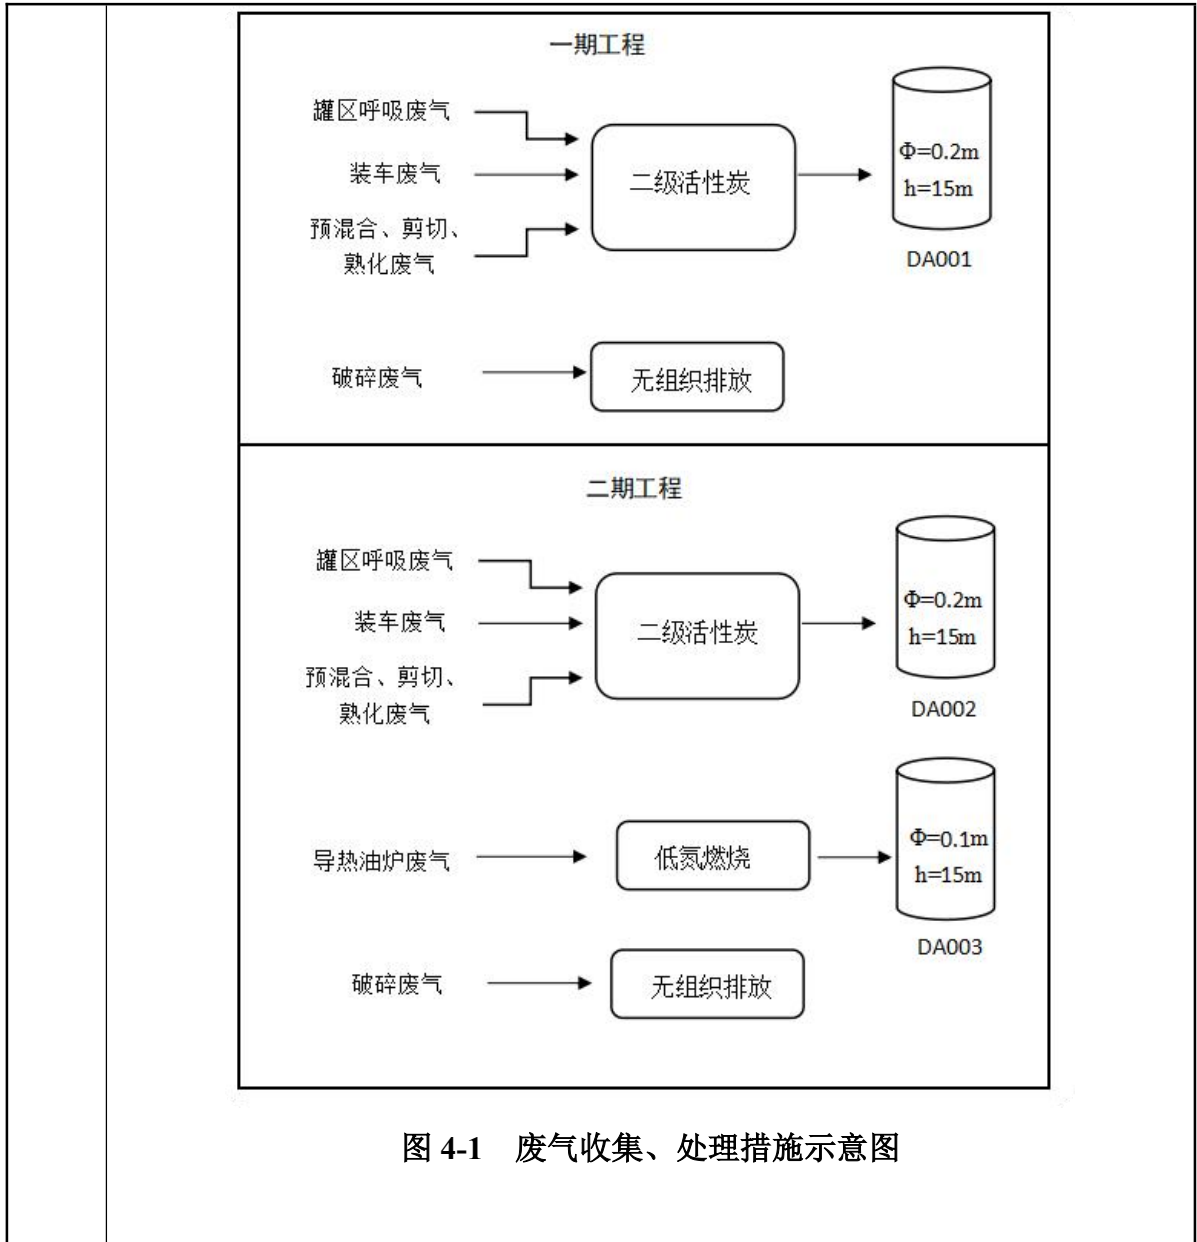 一期工程
罐区呼吸废气
装车废气
预混合、剪切、
熟化废气
二级活性炭
Φ=0.2m
h=15m
DA001
破碎废气
无组织排放
二期工程
罐区呼吸废气
装车废气
预混合、剪切、
熟化废气
二级活性炭
Φ=0.2m
h=15m
DA002
导热油炉废气
低氮燃烧
Φ=0.1m
h=15m
DA003
破碎废气
无组织排放
图 4-1 废气收集、处理措施示意图